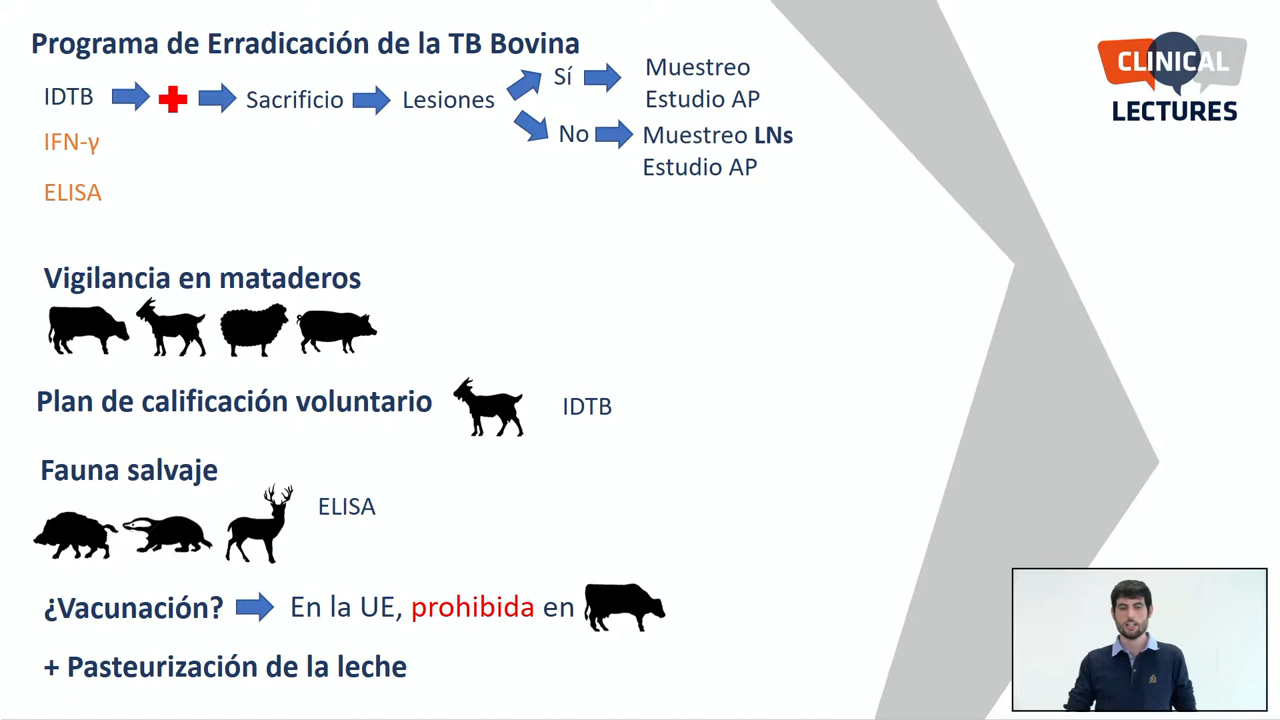 Programa de Erradicación de la TB Bovina
IDTB
Sacrificio
Lesiones
Sí
Muestreo
Estudio AP
No
Muestreo LNs
Estudio AP
IFN-γ
ELISA
CLINICAL
LECTURES
Vigilancia en mataderos
Plan de calificación voluntario
IDTB
Fauna salvaje
ELISA
¿Vacunación?
En la UE, prohibida en
+ Pasteurización de la leche